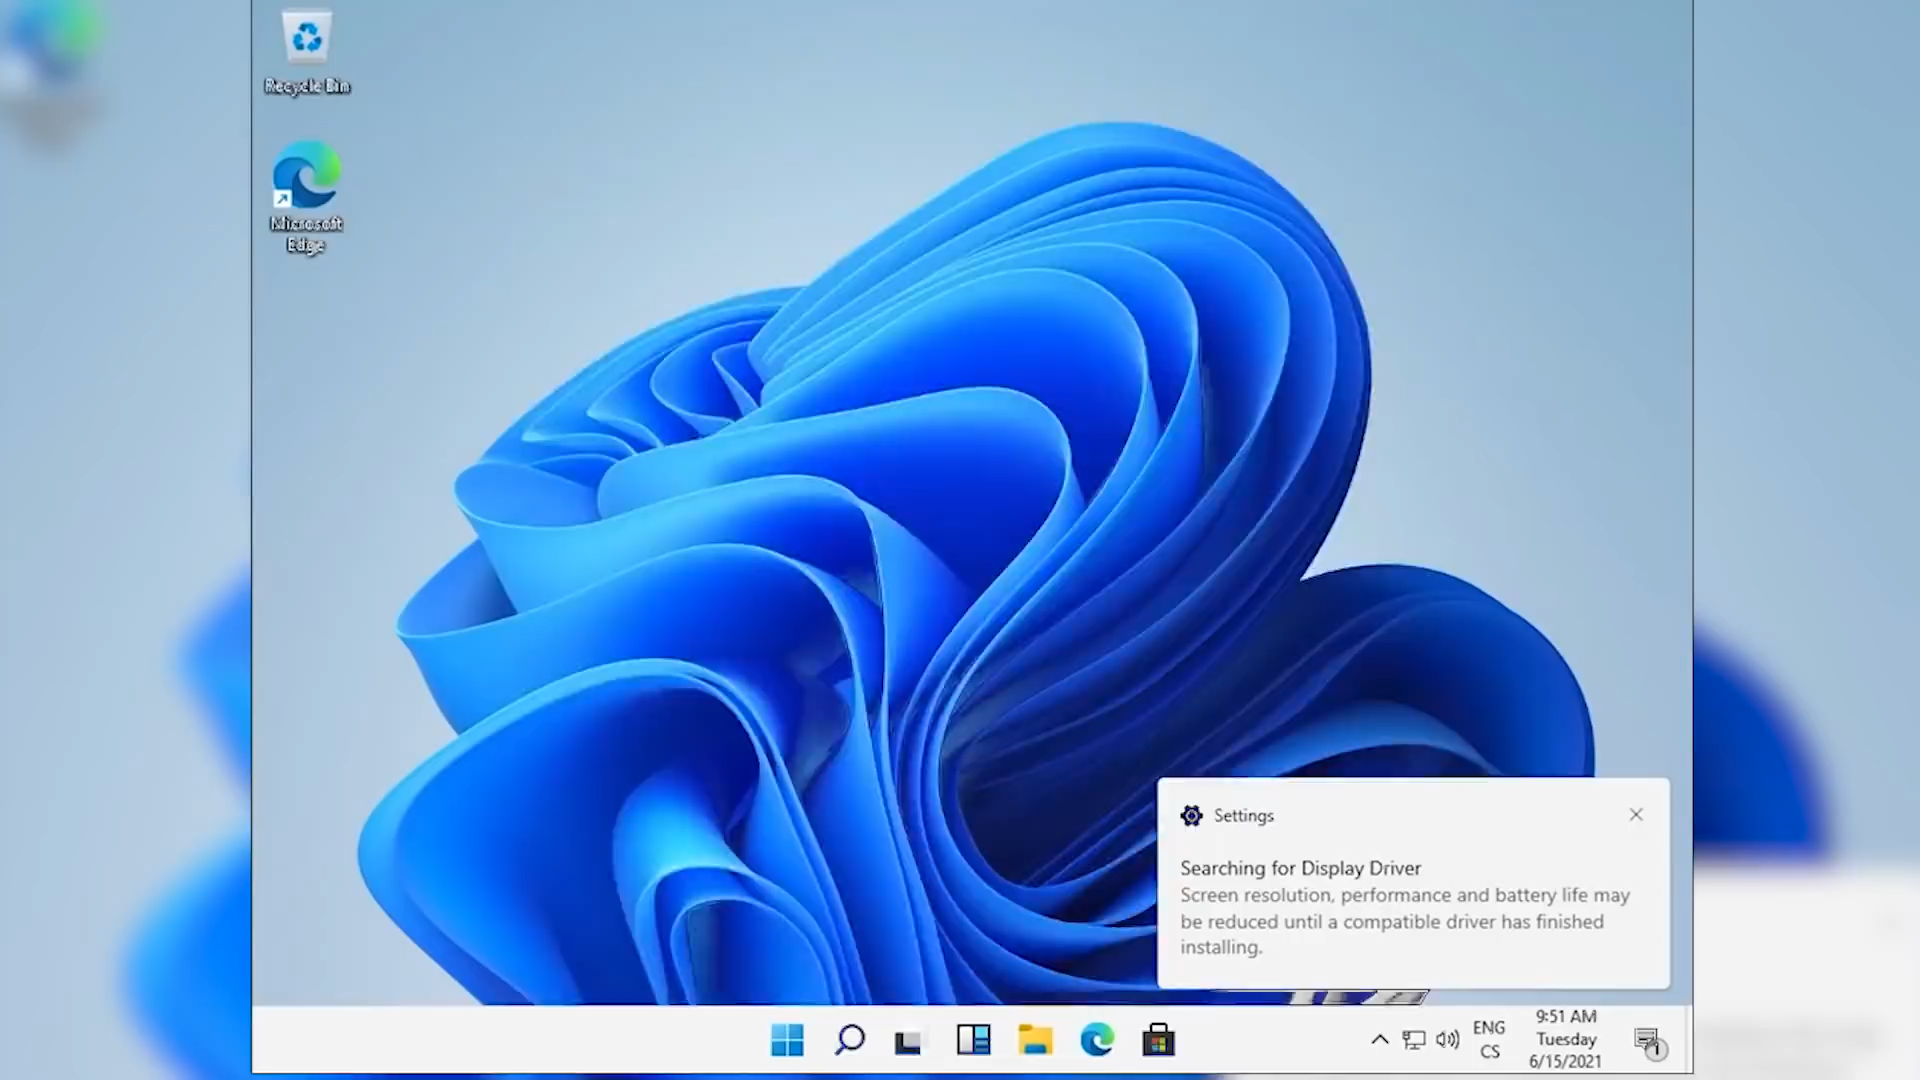 Recycle Bin
Microsoft
Edge
Settings
Searching for Display Driver
Screen resolution, performance and battery life may
be reduced until a compatible driver has finished
installing.
ENG
CS
9:51 AM
Tuesday
6/15/2021
1